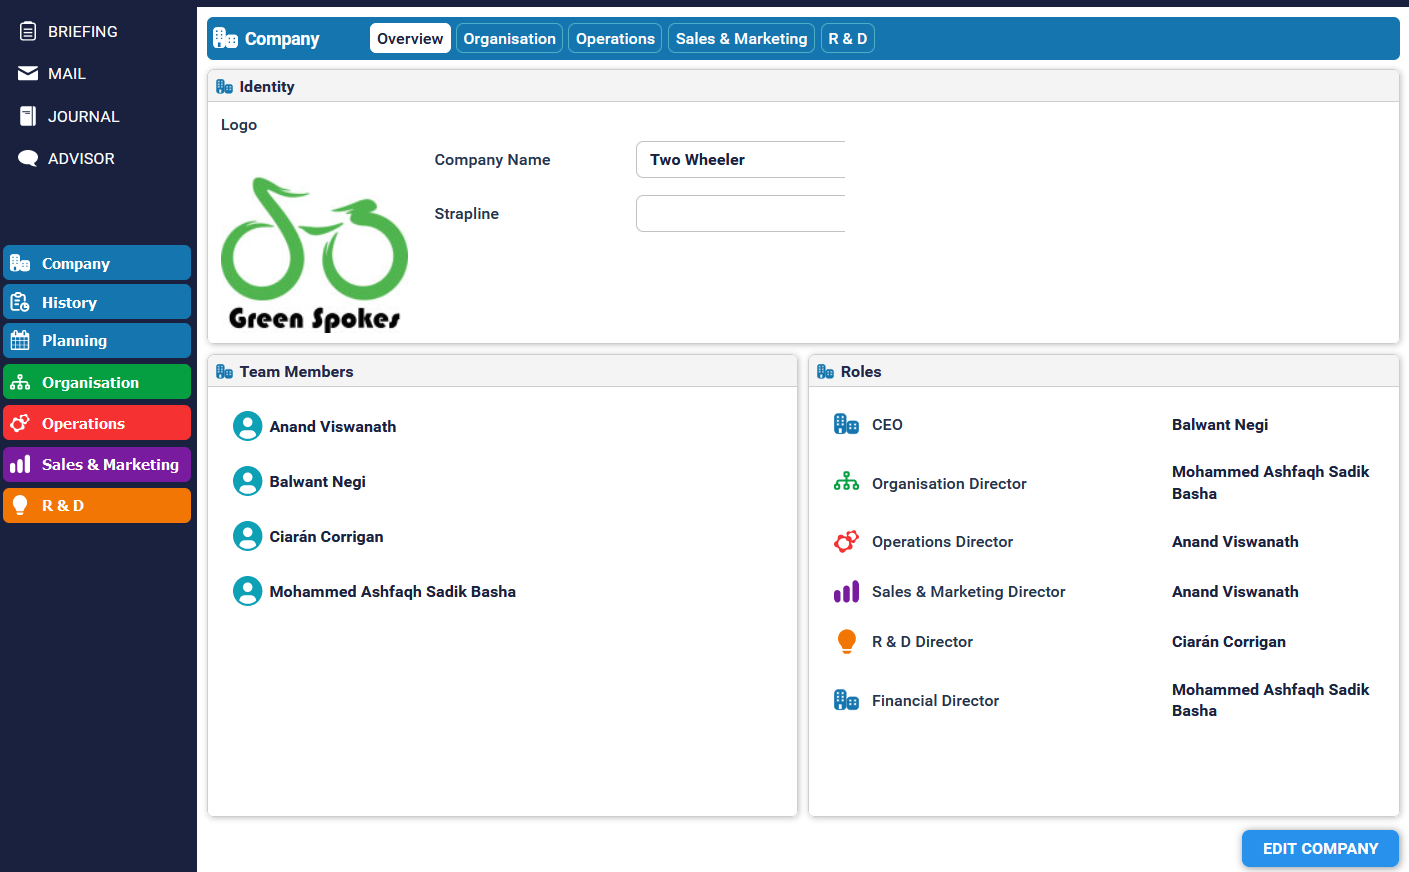 BRIEFING
MAIL
JOURNAL
ADVISOR
Company
History
Planning
Organisation
Operations
Sales & Marketing
R & D
Company Overview Organisation Operations Sales & Marketing R & D
Identity
Logo
Company Name Two Wheeler
Strapline
Green Spokes
Team Members
Anand Viswanath
Balwant Negi
Ciarán Corrigan
Mohammed Ashfaqh Sadik Basha
Roles
CEO Balwant Negi
Organisation Director Mohammed Ashfaqh Sadik
Basha
Operations Director Anand Viswanath
Sales & Marketing Director Anand Viswanath
R & D Director Ciarán Corrigan
Financial Director Mohammed Ashfaqh Sadik
Basha
EDIT COMPANY